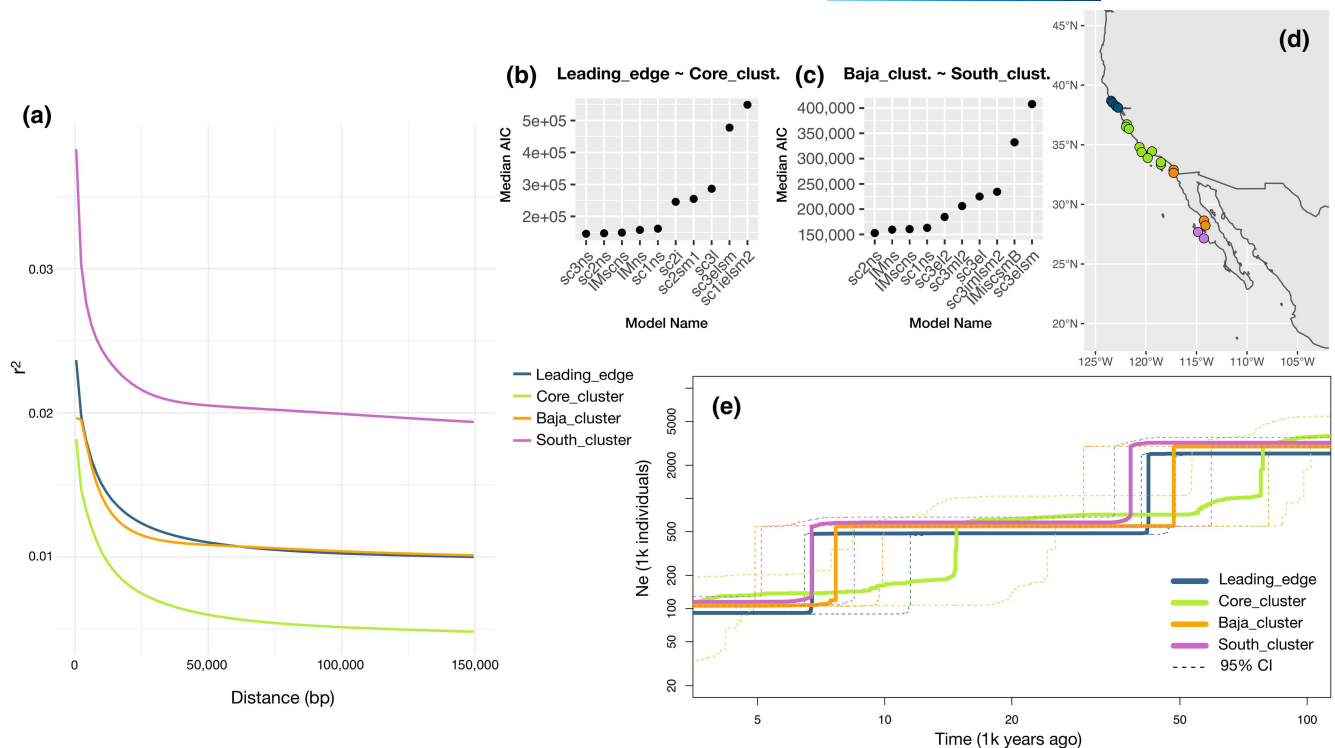 (a)
r2
0.03
0.02
0.01
0
50,000
100,000
150,000
Distance (bp)
(b)
Leading_edge ~ Core_clust.
Median AIC
5e+05
4e+05
3e+05
2e+05
sc3ns
sc2ns
IMscns
IMns
sc1ns
sc2i
sc2sm1
sc3i
sc3elsm
sc1ielsm2
Model Name
(c)
Baja_clust. ~ South_clust.
Median AIC
400,000
350,000
300,000
250,000
200,000
150,000
sc2ns
IMns
IMscns
sc1ns
sc3el2
sc3ml2
sc3el
sc3imlsm2
IMiscsmB
sc3elsm
Model Name
(d)
45°N
40°N
35°N
30°N
25°N
20°N
125°W
120°W
115°W
110°W
105°W
Leading_edge
Core_cluster
Baja_cluster
South_cluster
(e)
Ne (1k individuals)
5000
2000
500
200
100
50
20
5
10
20
50
100
Time (1k years ago)
Leading_edge
Core_cluster
Baja_cluster
South_cluster
95% CI